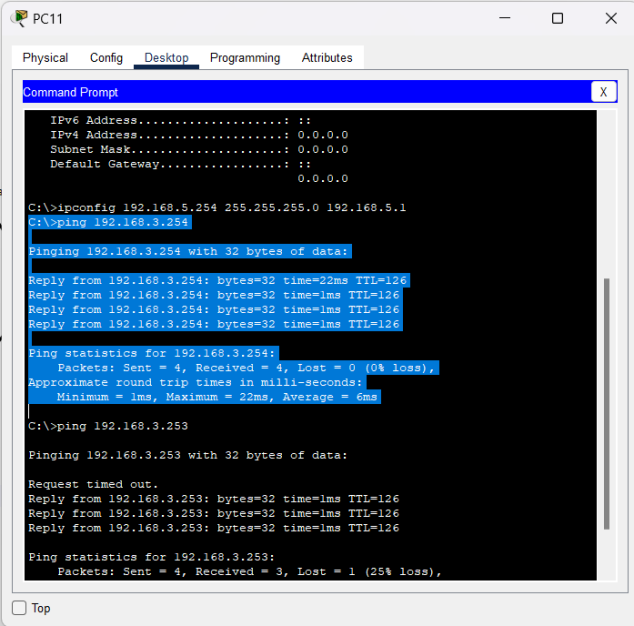 PC11
Physical Config Desktop Programming Attributes
Command Prompt
X
IPv6 Address....................: ::
IPv4 Address....................: 0.0.0.0
Subnet Mask.....................: 0.0.0.0
Default Gateway.................: ::
0.0.0.0
C:\>ipconfig 192.168.5.254 255.255.255.0 192.168.5.1
C:\>ping 192.168.3.254
Pinging 192.168.3.254 with 32 bytes of data:
Reply from 192.168.3.254: bytes=32 time=22ms TTL=126
Reply from 192.168.3.254: bytes=32 time=1ms TTL=126
Reply from 192.168.3.254: bytes=32 time=1ms TTL=126
Reply from 192.168.3.254: bytes=32 time=1ms TTL=126
Ping statistics for 192.168.3.254:
Packets: Sent = 4, Received = 4, Lost = 0 (0% loss),
Approximate round trip times in milli-seconds:
Minimum = 1ms, Maximum = 22ms, Average = 6ms
C:\>ping 192.168.3.253
Pinging 192.168.3.253 with 32 bytes of data:
Request timed out.
Reply from 192.168.3.253: bytes=32 time=1ms TTL=126
Reply from 192.168.3.253: bytes=32 time=1ms TTL=126
Reply from 192.168.3.253: bytes=32 time=1ms TTL=126
Ping statistics for 192.168.3.253:
Packets: Sent = 4, Received = 3, Lost = 1 (25% loss),
Top